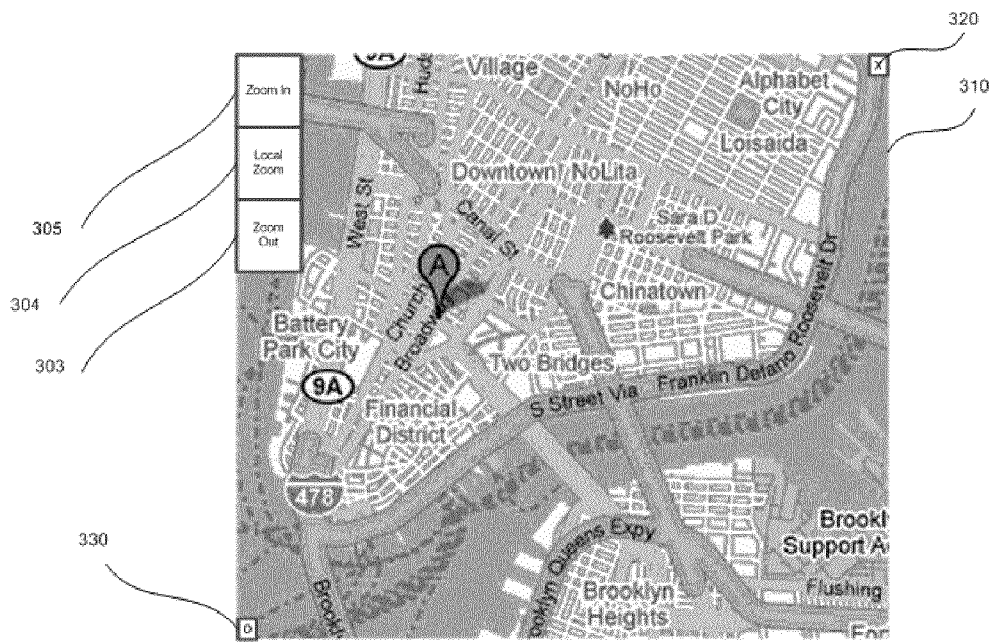 320
310
305
304
303
330
X
Zoom In
Local
Zoom
Zoom
Out
9A
Hud
Village
NoHo
Alphabet
City
Loisaida
Downtown
NoLita
West St
Canal St
Sara D
Roosevelt Park
A
Church
Broadway
Chinatown
Battery
Park City
9A
Two Bridges
Franklin Delano Roosevelt Dr
S Street Via
Financial
District
478
Brookl
Support A
Brooklyn Queens Expy
Flushing
Brooklyn
Heights
Brookl
D